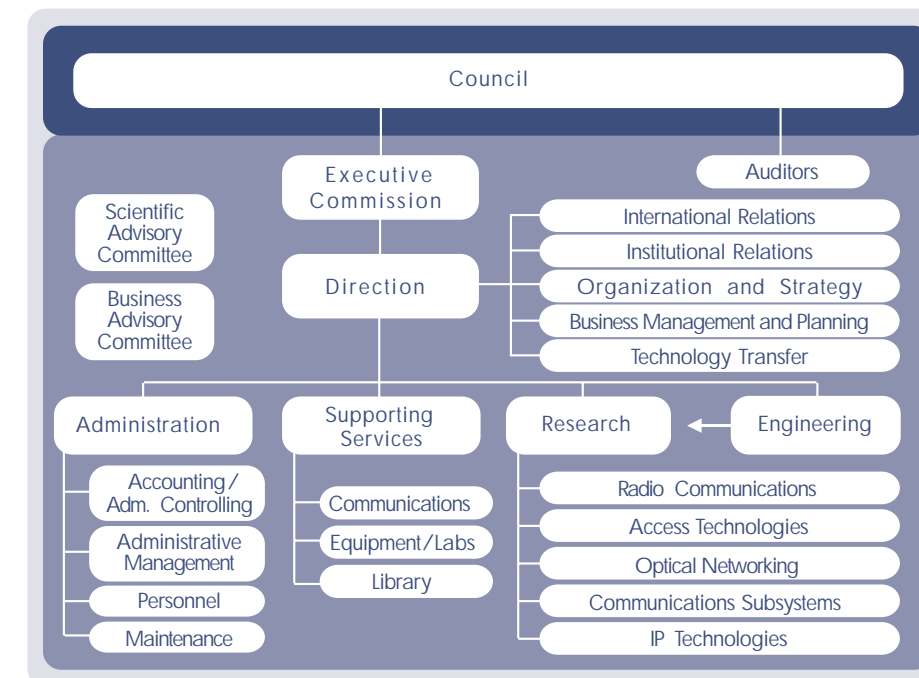 Council
Executive
Commission
Auditors
Scientific
Advisory
Committee
Business
Advisory
Committee
Direction
International Relations
Institutional Relations
Organization and Strategy
Business Management and Planning
Technology Transfer
Administration
Supporting
Services
Research
Engineering
Accounting /
Adm. Controlling
Administrative
Management
Personnel
Maintenance
Communications
Equipment/Labs
Library
Radio Communications
Access Technologies
Optical Networking
Communications Subsystems
IP Technologies